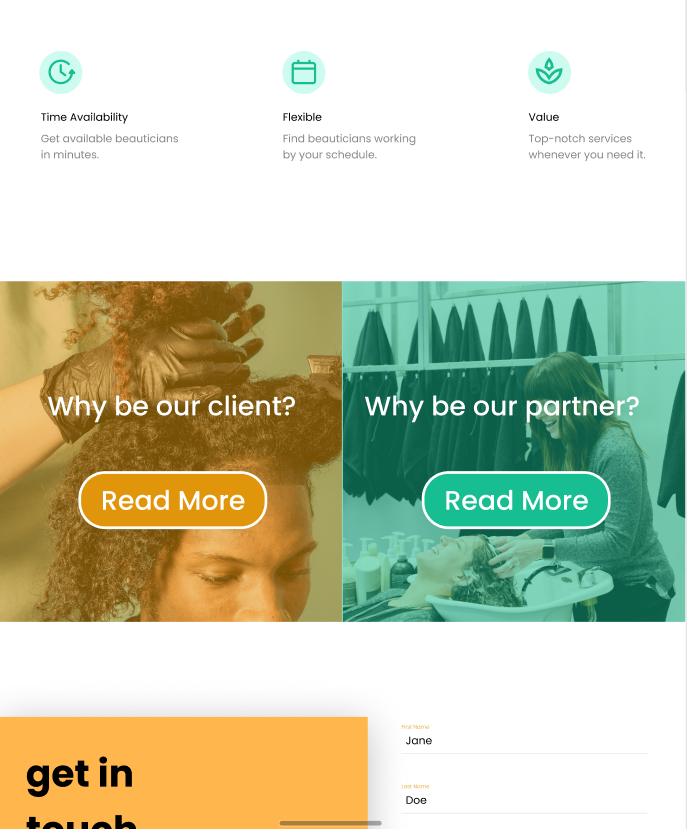 Time Availability
Get available beauticians
in minutes.
Flexible
Find beauticians working
by your schedule.
Value
Top-notch services
whenever you need it.
Why be our client?
Read More
Why be our partner?
Read More
get in
touch
First Name
Jane
Last Name
Doe